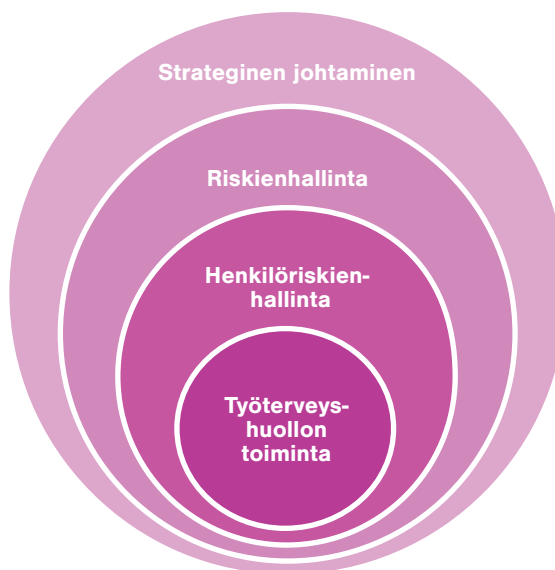 Strateginen johtaminen
Riskienhallinta
Henkilöriskien-
hallinta
Työterveys-
huollon
toiminta